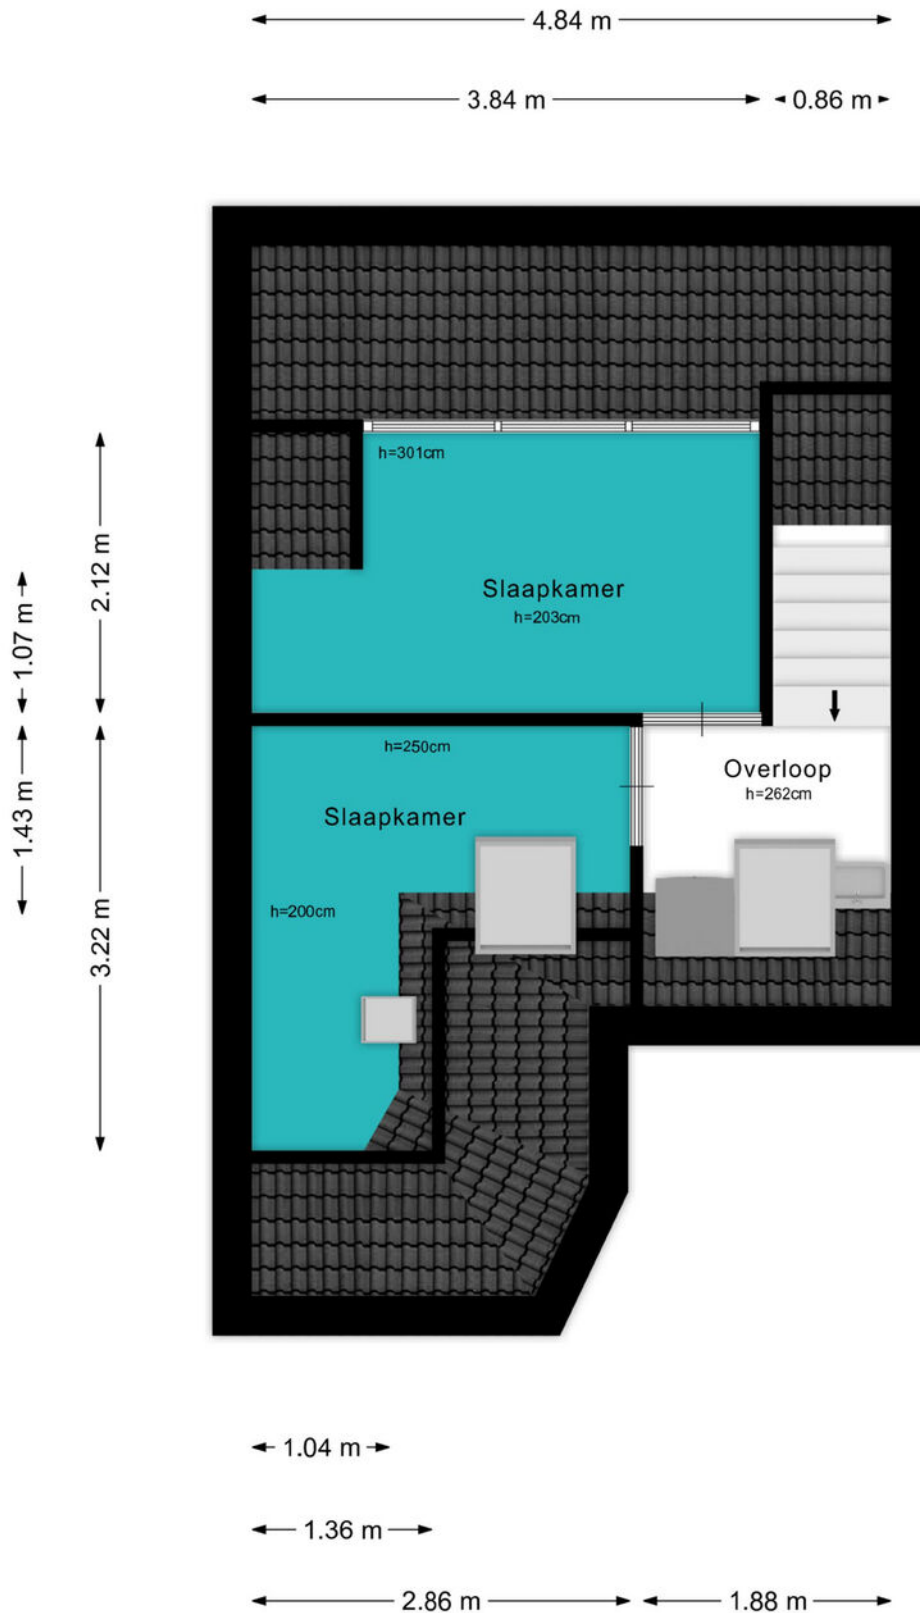 4.84 m
3.84 m
0.86 m
h=301cm
2.12 m
1.07 m
Slaapkamer
h=203cm
h=250cm
Overloop
h=262cm
Slaapkamer
1.43 m
h=200cm
3.22 m
1.04 m
1.36 m
2.86 m
1.88 m